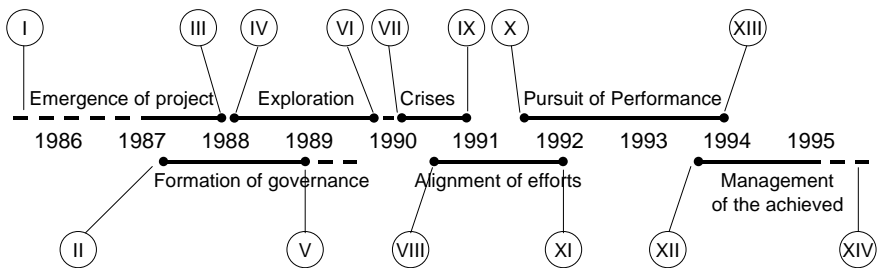 I
III
IV
VI
VII
IX
X
XIII
Emergence of project
Exploration
Crises
Pursuit of Performance
1986 1987 1988 1989 1990 1991 1992 1993 1994 1995
Formation of governance
Alignment of efforts
Management
of the achieved
II
V
VIII
XI
XII
XIV